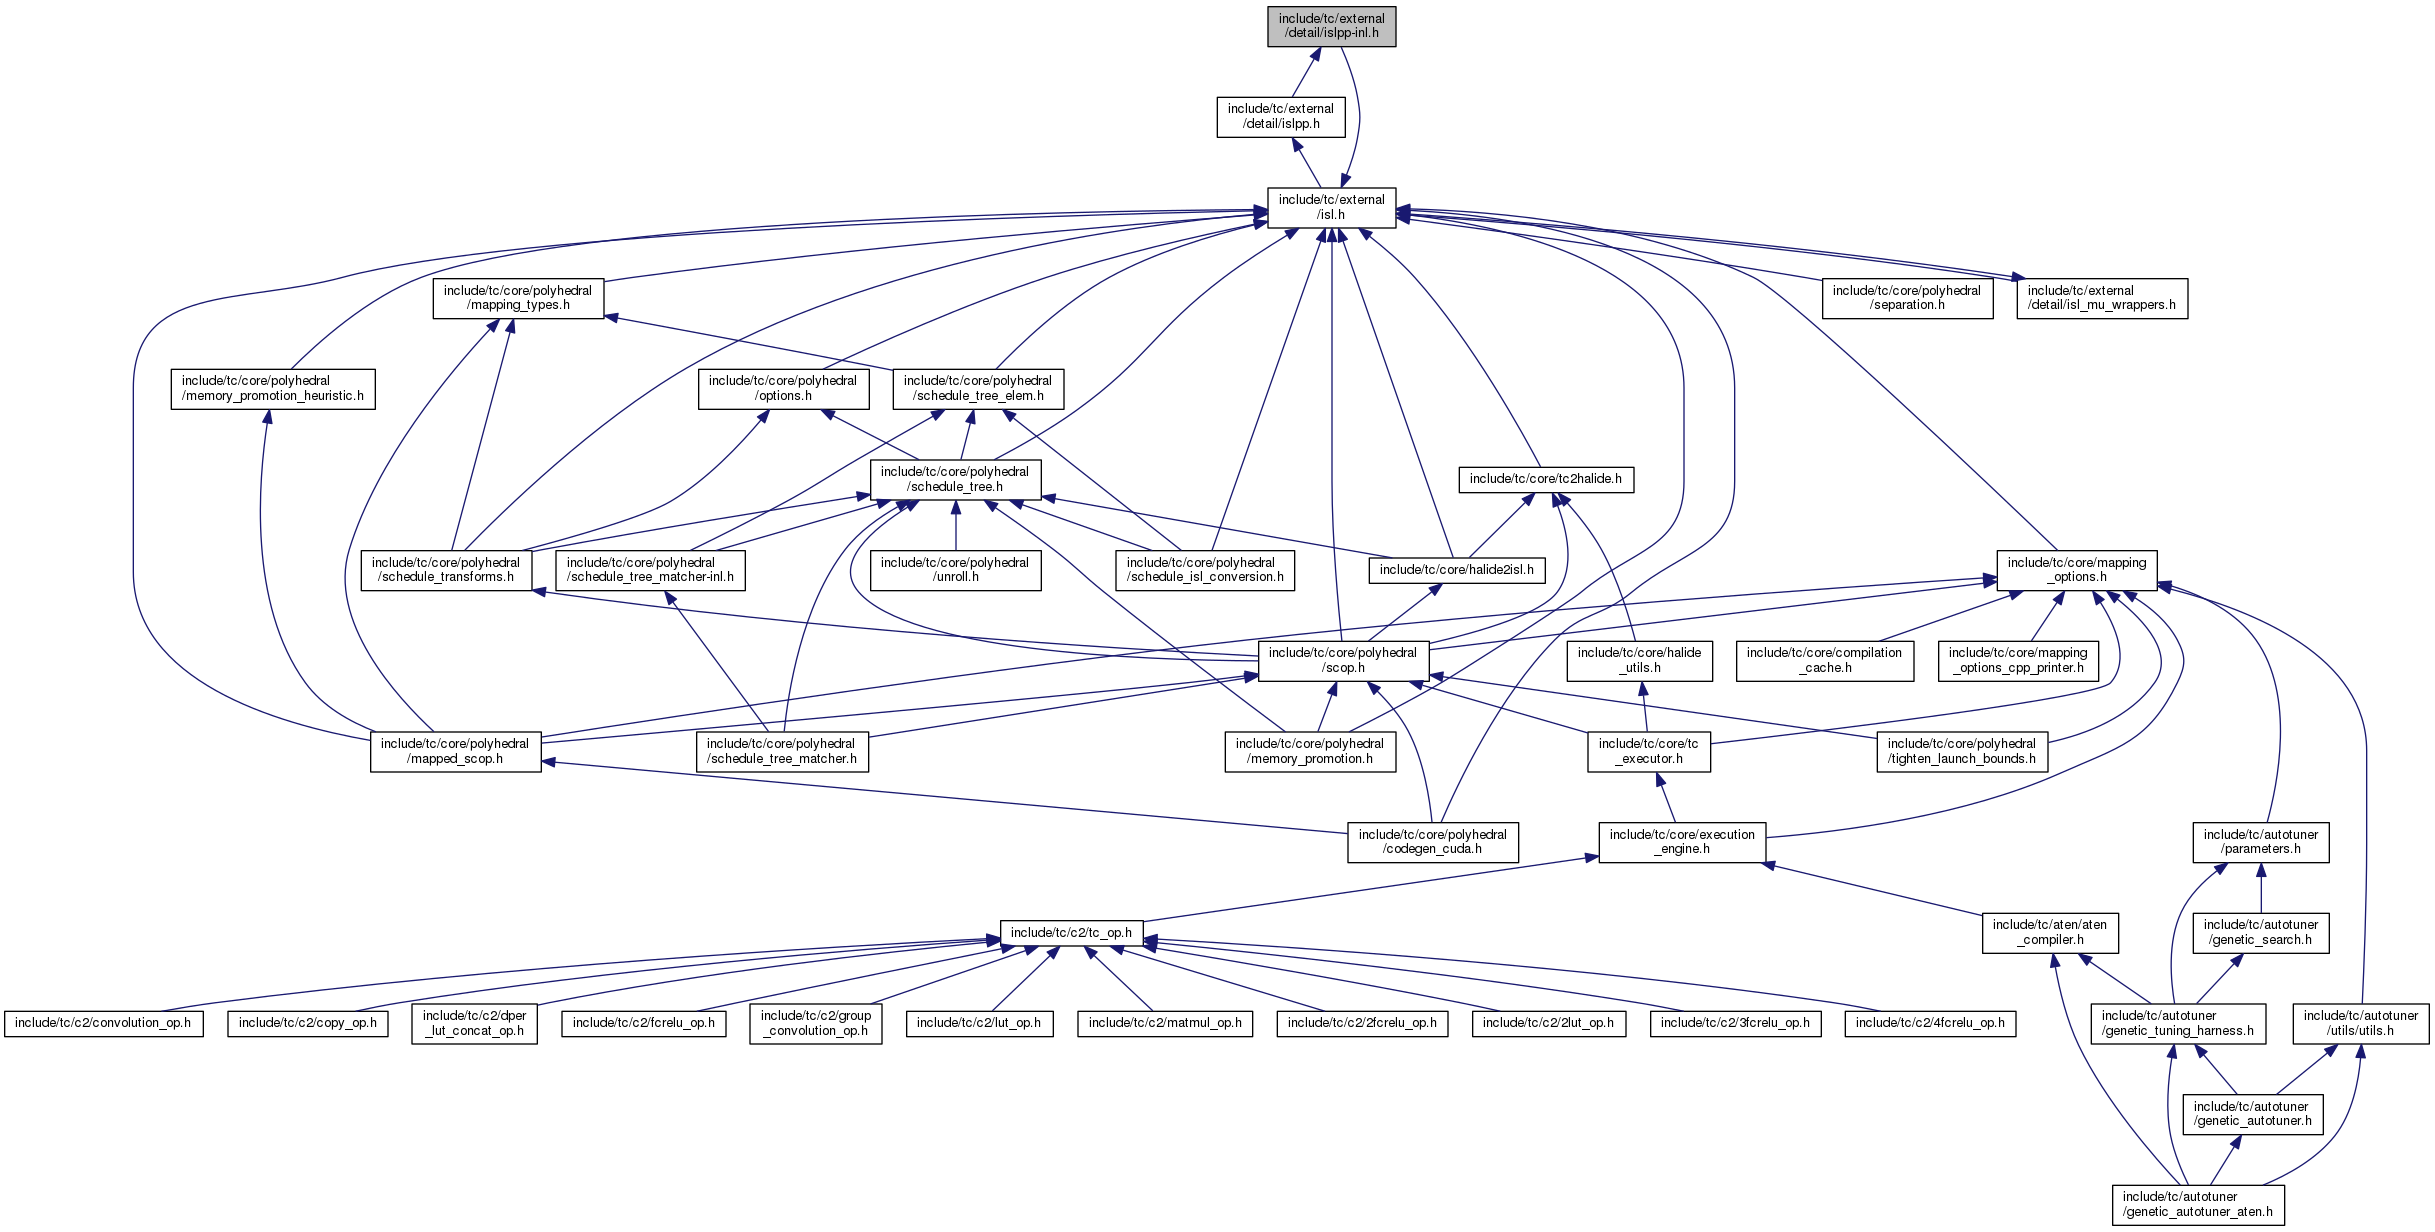 include/tc/external
/detail/islpp-inl.h
include/tc/external
/detail/islpp.h
include/tc/external
/isl.h
include/tc/core/polyhedral
/mapping_types.h
include/tc/core/polyhedral
/separation.h
include/tc/external
/detail/isl_mu_wrappers.h
include/tc/core/polyhedral
/memory_promotion_heuristic.h
include/tc/core/polyhedral
/options.h
include/tc/core/polyhedral
/schedule_tree_elem.h
include/tc/core/polyhedral
/schedule_tree.h
include/tc/core/tc2halide.h
include/tc/core/polyhedral
/schedule_transforms.h
include/tc/core/polyhedral
/schedule_tree_matcher-inl.h
include/tc/core/polyhedral
/unroll.h
include/tc/core/polyhedral
/schedule_isl_conversion.h
include/tc/core/halide2isl.h
include/tc/core/mapping
_options.h
include/tc/core/polyhedral
/scop.h
include/tc/core/halide
_utils.h
include/tc/core/compilation
_cache.h
include/tc/core/mapping
_options_cpp_printer.h
include/tc/core/polyhedral
/mapped_scop.h
include/tc/core/polyhedral
/schedule_tree_matcher.h
include/tc/core/polyhedral
/memory_promotion.h
include/tc/core/tc
_executor.h
include/tc/core/polyhedral
/tighten_launch_bounds.h
include/tc/core/polyhedral
/codegen_cuda.h
include/tc/core/execution
_engine.h
include/tc/autotuner
/parameters.h
include/tc/c2/tc_op.h
include/tc/aten/aten
_compiler.h
include/tc/autotuner
/genetic_search.h
include/tc/c2/convolution_op.h
include/tc/c2/copy_op.h
include/tc/c2/dper
_lut_concat_op.h
include/tc/c2/fcrelu_op.h
include/tc/c2/group
_convolution_op.h
include/tc/c2/lut_op.h
include/tc/c2/matmul_op.h
include/tc/c2/2fcrelu_op.h
include/tc/c2/2lut_op.h
include/tc/c2/3fcrelu_op.h
include/tc/c2/4fcrelu_op.h
include/tc/autotuner
/genetic_tuning_harness.h
include/tc/autotuner
/utils/utils.h
include/tc/autotuner
/genetic_autotuner.h
include/tc/autotuner
/genetic_autotuner_aten.h